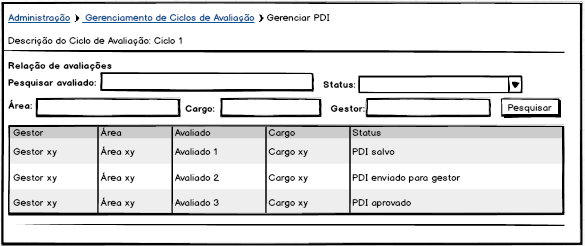 Administração ❯ Gerenciamento de Ciclos de Avaliação ❯ Gerenciar PDI
Descrição do Ciclo de Avaliação: Ciclo 1
Relação de avaliações
Pesquisar avaliado: Status:
Área: Cargo: Gestor: Pesquisar
Gestor Área Avaliado Cargo Status
Gestor xy Área xy Avaliado 1 Cargo xy PDI salvo
Gestor xy Área xy Avaliado 2 Cargo xy PDI enviado para gestor
Gestor xy Área xy Avaliado 3 Cargo xy PDI aprovado